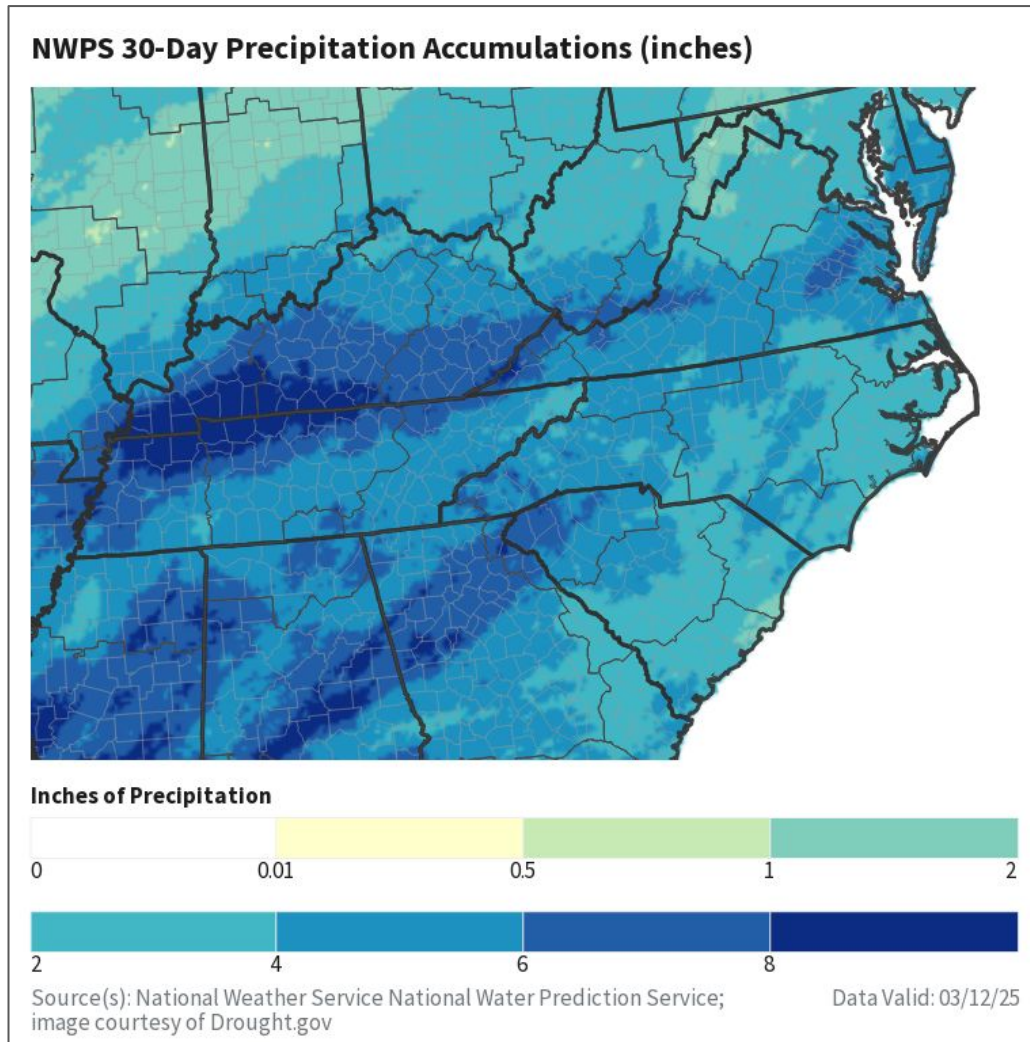 NWPS 30-Day Precipitation Accumulations (inches)
Inches of Precipitation
0 0.01 0.5 1 2
2 4 6 8
Source(s): National Weather Service National Water Prediction Service; Data Valid: 03/12/25
image courtesy of Drought.gov